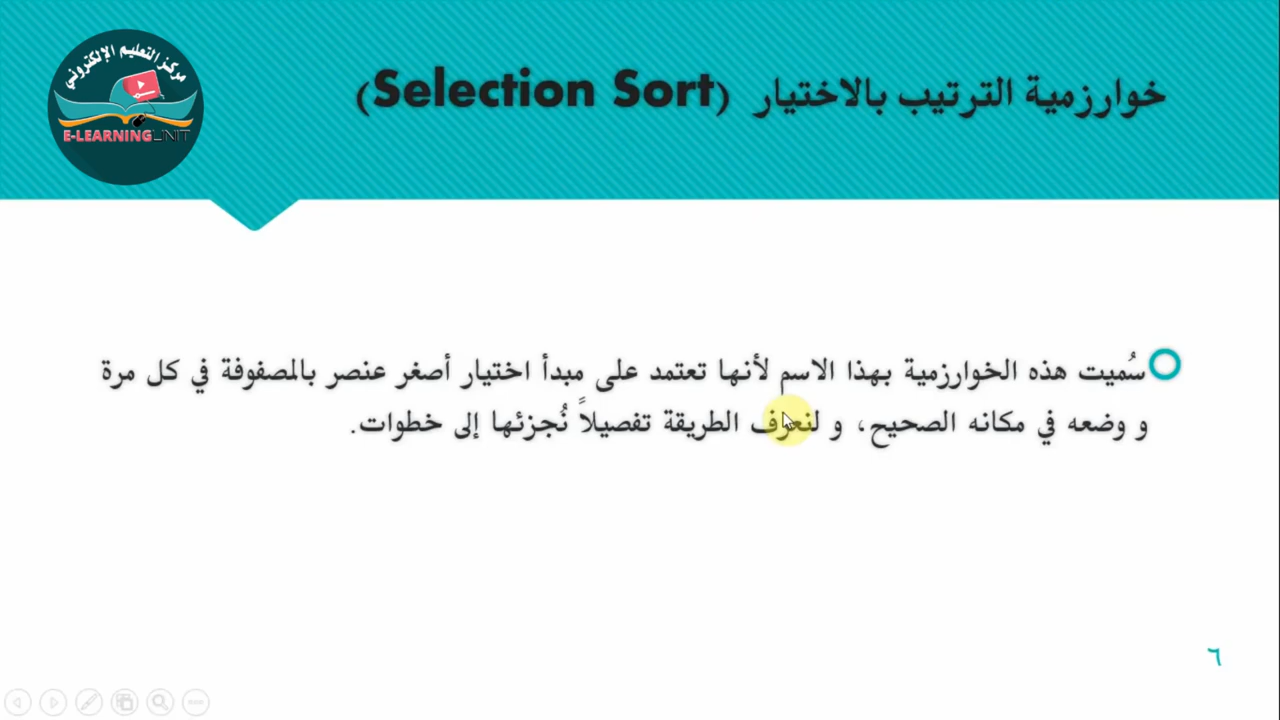 مركز التعليم الإلكتروني
E-LEARNING UNIT
خوارزمية الترتيب بالاختيار (Selection Sort)
سُميت هذه الخوارزمية بهذا الاسم لأنها تعتمد على مبدأ اختيار أصغر عنصر بالمصفوفة في كل مرة
و وضعه في مكانه الصحيح، و لنعرف الطريقة تفصيلاً نُجزئها إلى خطوات.
٦